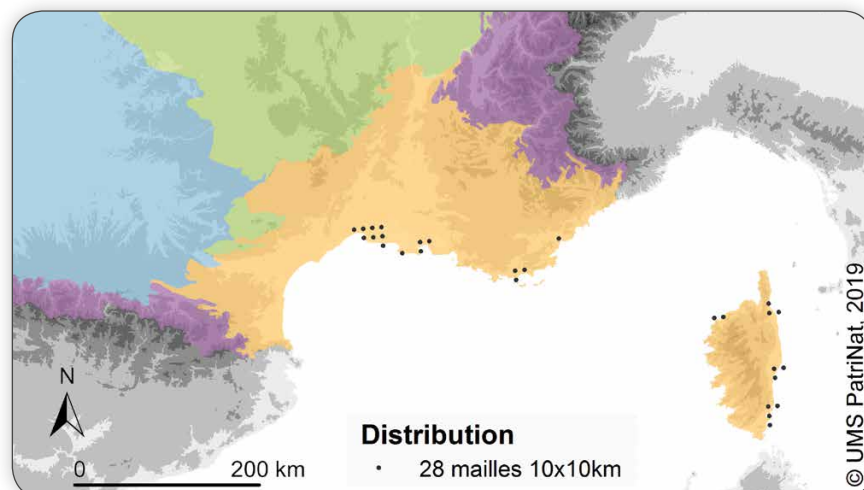 N
0 200 km
Distribution
28 mailles 10x10km
© UMS PatriNat. 2019